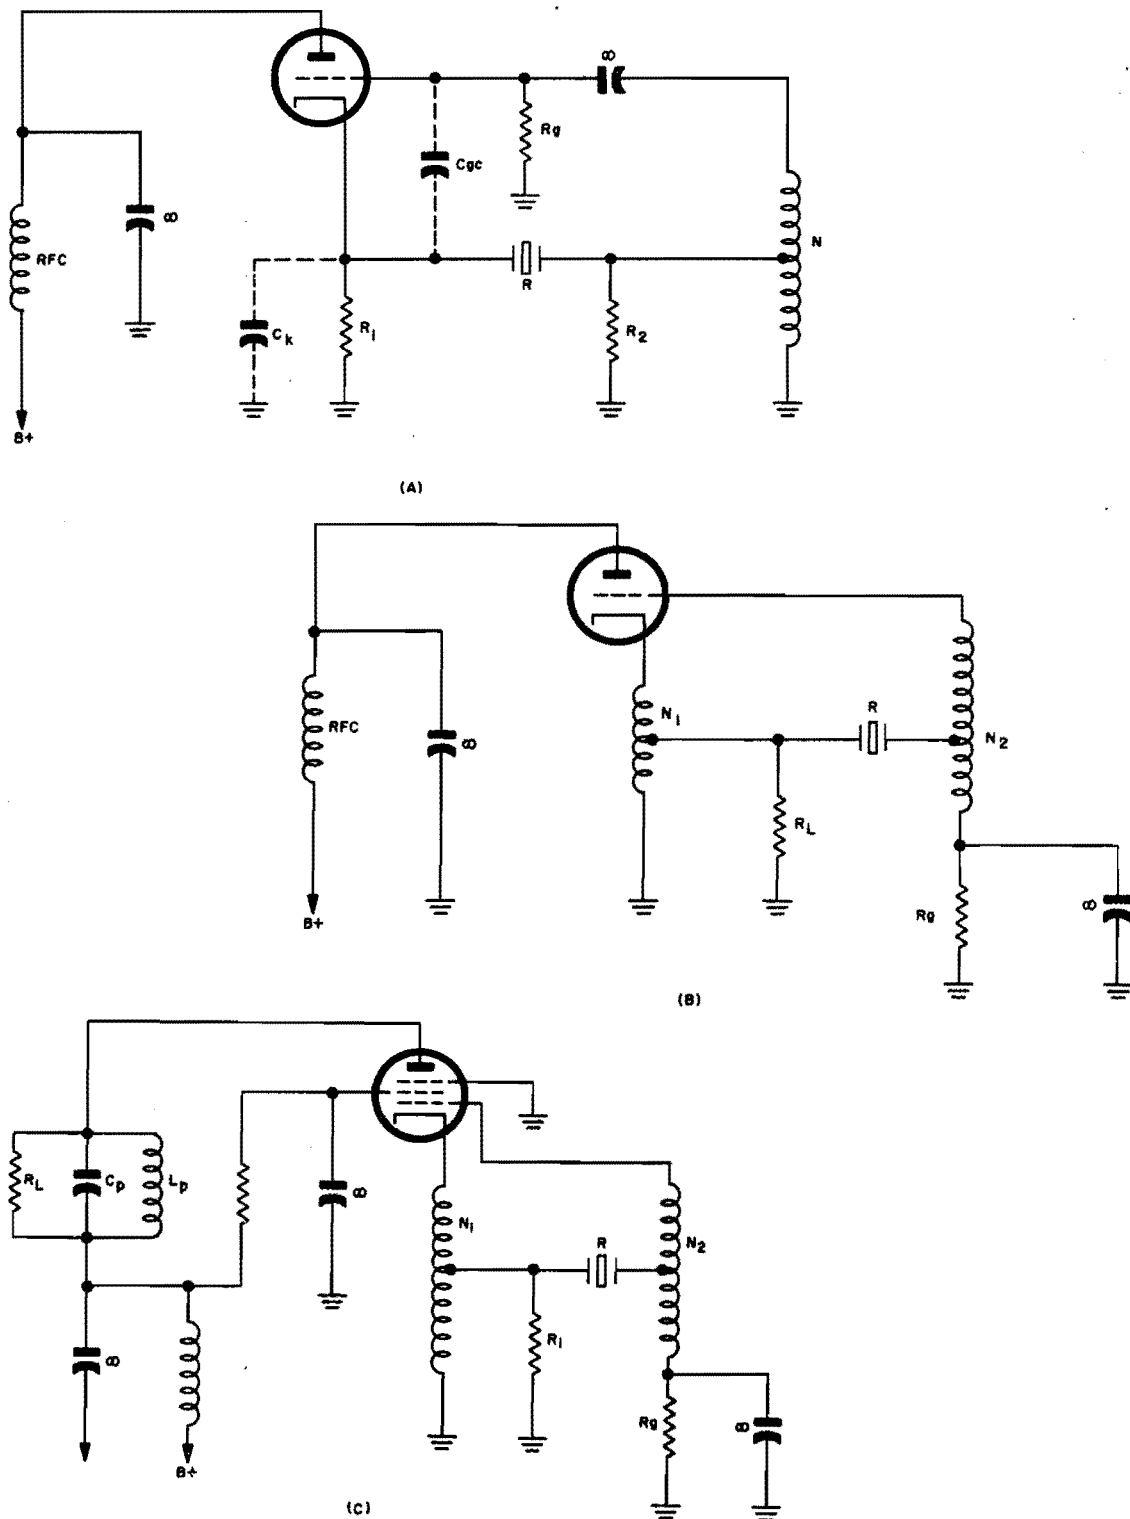 ∞
Rg
Cgc
∞
RFC
N
R
Ck
R1
R2
B+
(A)
N1
R
RFC
∞
N2
RL
Rg
∞
B+
(B)
RL
Cp
Lp
∞
N1
R
N2
∞
R1
Rg
∞
B+
(C)